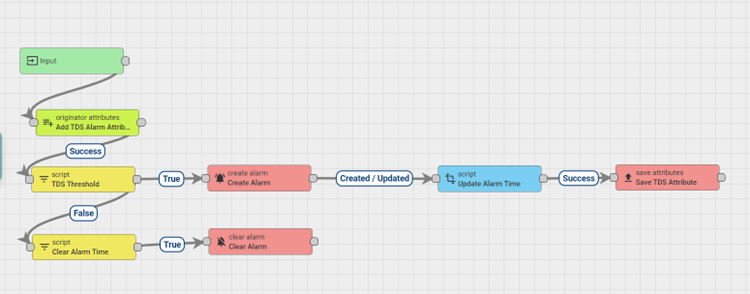 Input
originator attributes
Add TDS Alarm Attrib...
Success
script
TDS Threshold
True
create alarm
Create Alarm
Created / Updated
script
Update Alarm Time
Success
save attributes
Save TDS Attribute
False
script
Clear Alarm Time
True
clear alarm
Clear Alarm